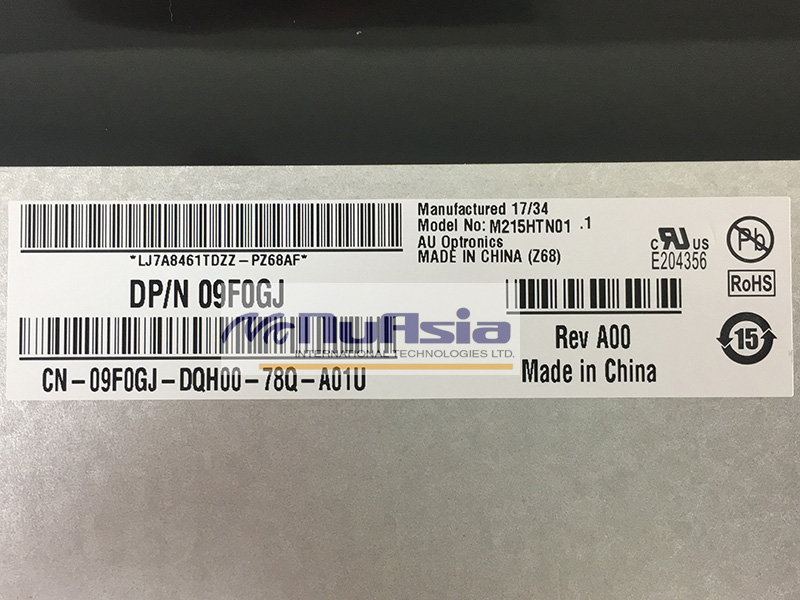 *LJ7A8461TDZZ-PZ68AF*
Manufactured 17/34
Model No: M215HTN01 .1
AU Optronics
MADE IN CHINA (Z68)
c RU US
E204356
Pb
RoHS
15
DP/N 09F0GJ
CN-09F0GJ-DQH00-78Q-A01U
Rev A00
Made in China
NuAsia
INTERNATIONAL TECHNOLOGIES LTD.